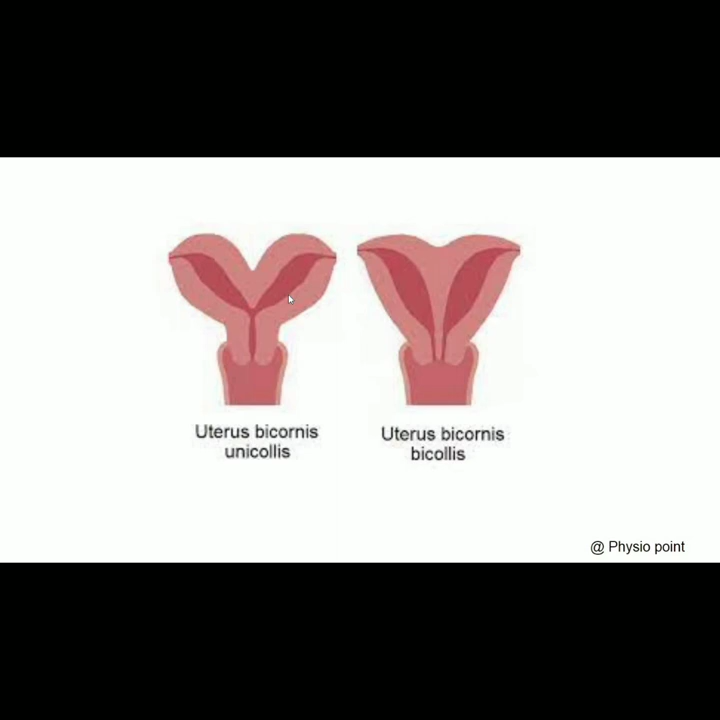 Uterus bicornis
unicollis
Uterus bicornis
bicollis
@ Physio point